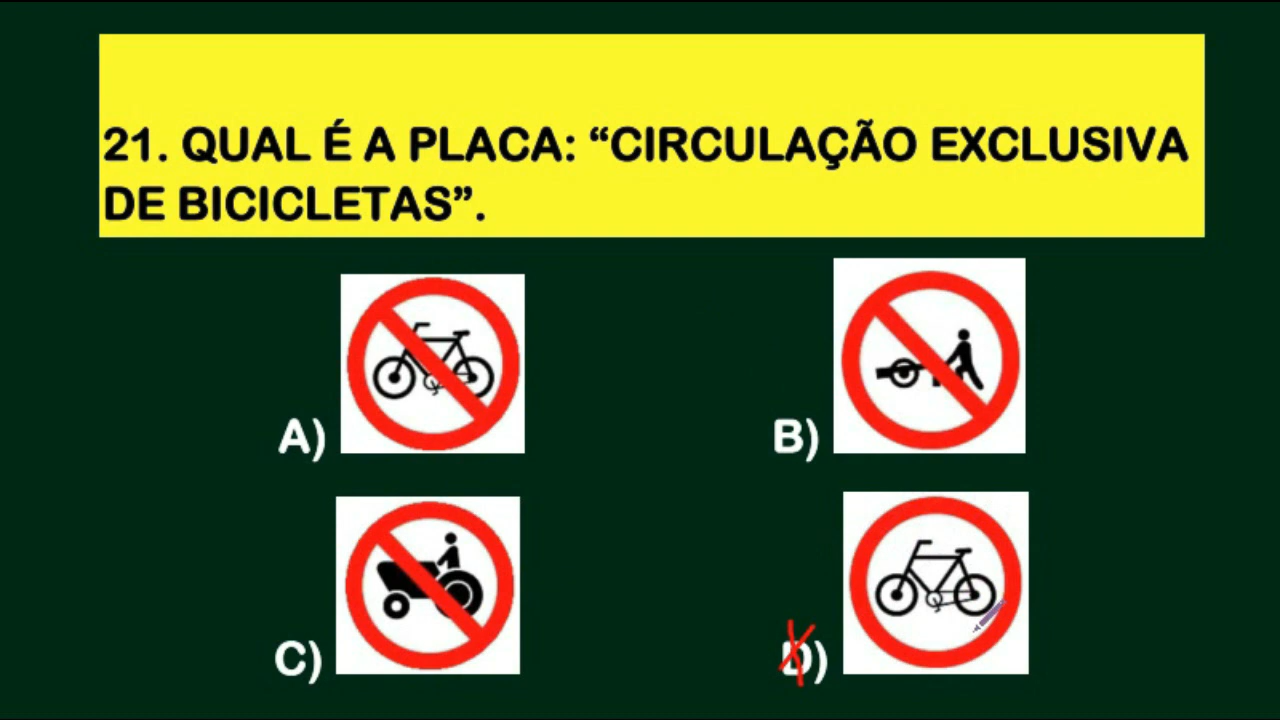 21. QUAL É A PLACA: “CIRCULAÇÃO EXCLUSIVA
DE BICICLETAS”.
A)
B)
C)
D)